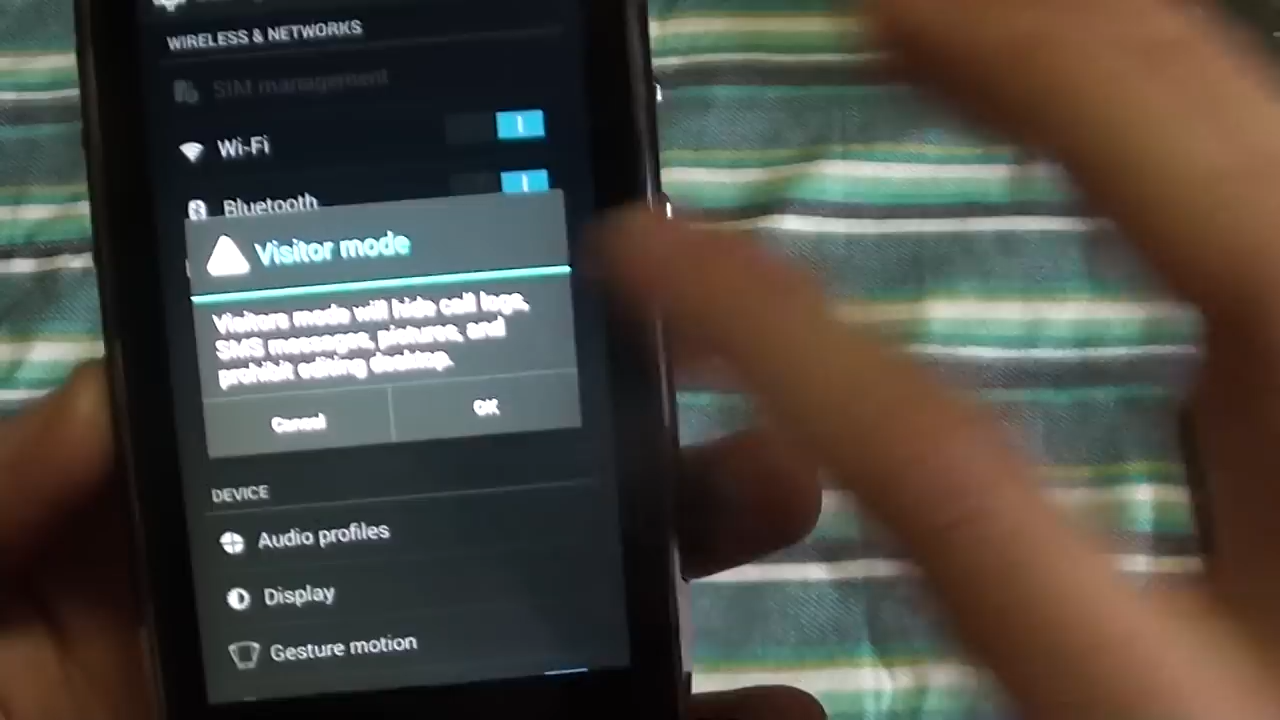 WIRELESS & NETWORKS
SIM management
Wi-Fi
Bluetooth
Visitor mode
Visitors mode will hide call logs,
SMS messages, pictures, and
prohibit editing desktop.
Cancel
OK
DEVICE
Audio profiles
Display
Gesture motion